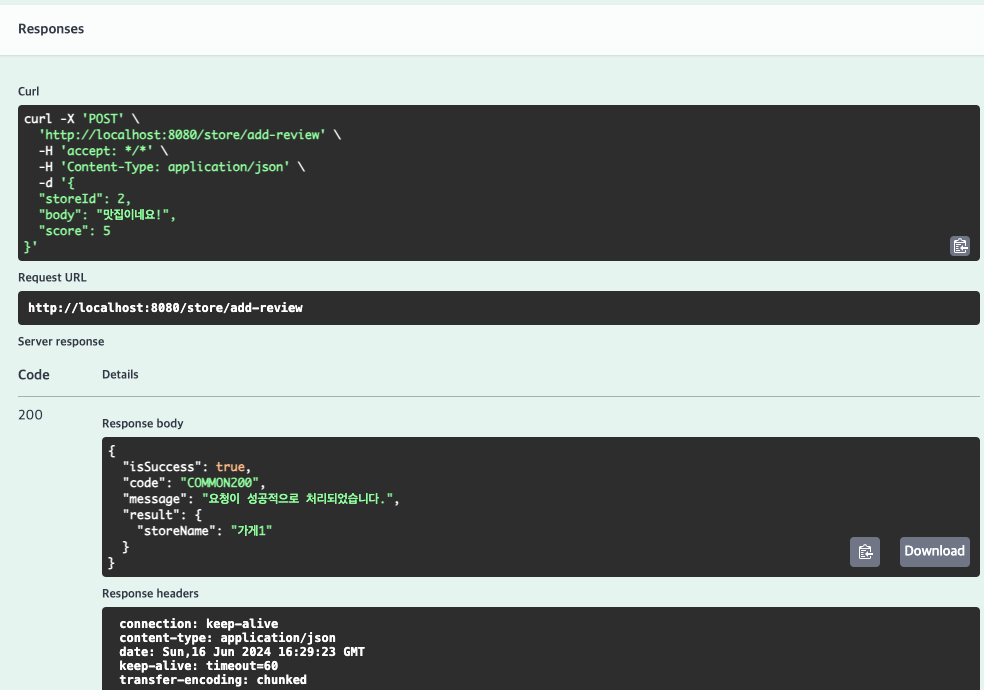 Responses
Curl
curl -X 'POST' \
'http://localhost:8080/store/add-review' \
-H 'accept: */*' \
-H 'Content-Type: application/json' \
-d '{
"storeId": 2,
"body": "맛집이네요!",
"score": 5
}'
Request URL
http://localhost:8080/store/add-review
Server response
Code Details
200
Response body
{
"isSuccess": true,
"code": "COMMON200",
"message": "요청이 성공적으로 처리되었습니다.",
"result": {
"storeName": "가게1"
}
}
Download
Response headers
connection: keep-alive
content-type: application/json
date: Sun,16 Jun 2024 16:29:23 GMT
keep-alive: timeout=60
transfer-encoding: chunked